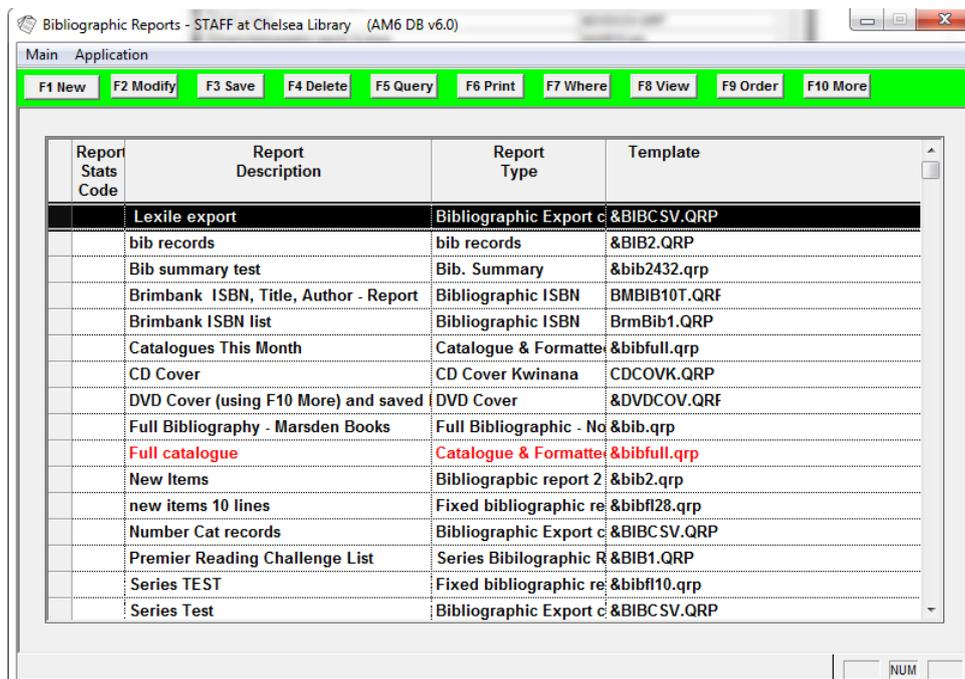 Bibliographic Reports - STAFF at Chelsea Library (AM6 DB v6.0)
Main Application
F1 New F2 Modify F3 Save F4 Delete F5 Query F6 Print F7 Where F8 View F9 Order F10 More
Report Stats Code Report Description Report Type Template
Lexile export Bibliographic Export c &BIBCSV.QRP
bib records bib records &BIB2.QRP
Bib summary test Bib. Summary &bib2432.qrp
Brimbank ISBN, Title, Author - Report Bibliographic ISBN BMBIB10T.QRF
Brimbank ISBN list Bibliographic ISBN BrmBib1.QRP
Catalogues This Month Catalogue & Formatte &bibfull.qrp
CD Cover CD Cover Kwinana CDCOVK.QRP
DVD Cover (using F10 More) and saved DVD Cover &DVDCOV.QRF
Full Bibliography - Marsden Books Full Bibliographic - No &bib.qrp
Full catalogue Catalogue & Formatte &bibfull.qrp
New Items Bibliographic report 2 &bib2.qrp
new items 10 lines Fixed bibliographic re &bibfl28.qrp
Number Cat records Bibliographic Export c &BIBCSV.QRP
Premier Reading Challenge List Series Bibilographic R &BIB1.QRP
Series TEST Fixed bibliographic re &bibfl10.qrp
Series Test Bibliographic Export c &BIBCSV.QRP
NUM